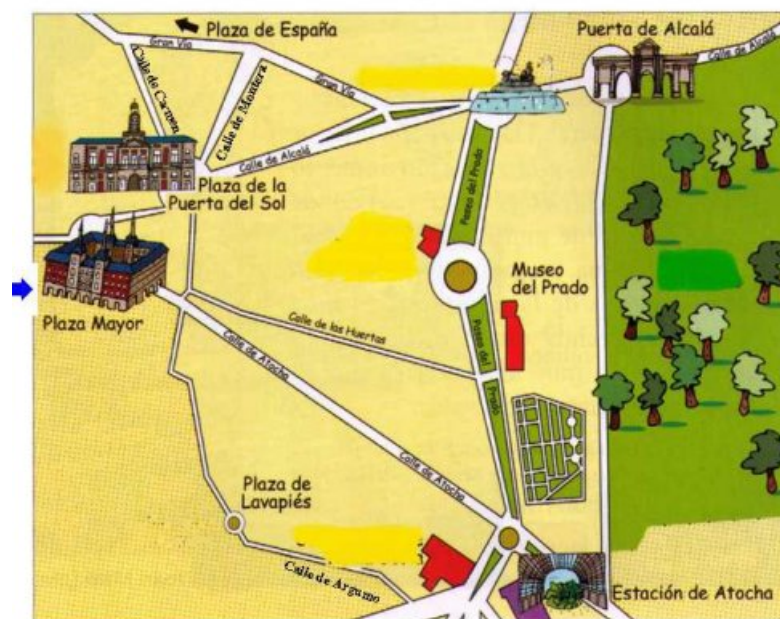 Plaza de España
Puerta de Alcalá
Gran Vía
Calle de Alcalá
Calle de Carmen
Calle de Montera
Gran Vía
Calle de Alcalá
Plaza de la
Puerta del Sol
Paseo del Prado
Museo
del Prado
Plaza Mayor
Calle de las Huertas
Paseo del
Prado
Calle de Atocha
Calle de Atocha
Plaza de
Lavapiés
Calle de Argumo
Estación de Atocha